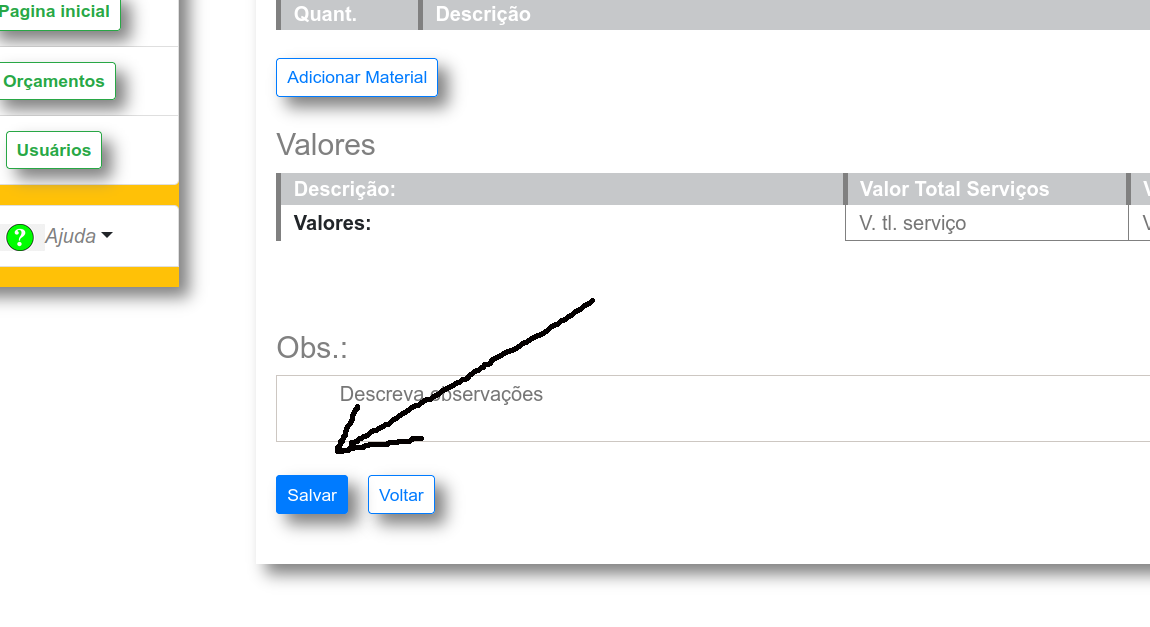 Pagina inicial
Orçamentos
Usuários
? Ajuda
Quant. Descrição
Adicionar Material
Valores
Descrição: Valor Total Serviços
Valores: V. tl. serviço
Obs.:
Descreva observações
Salvar Voltar